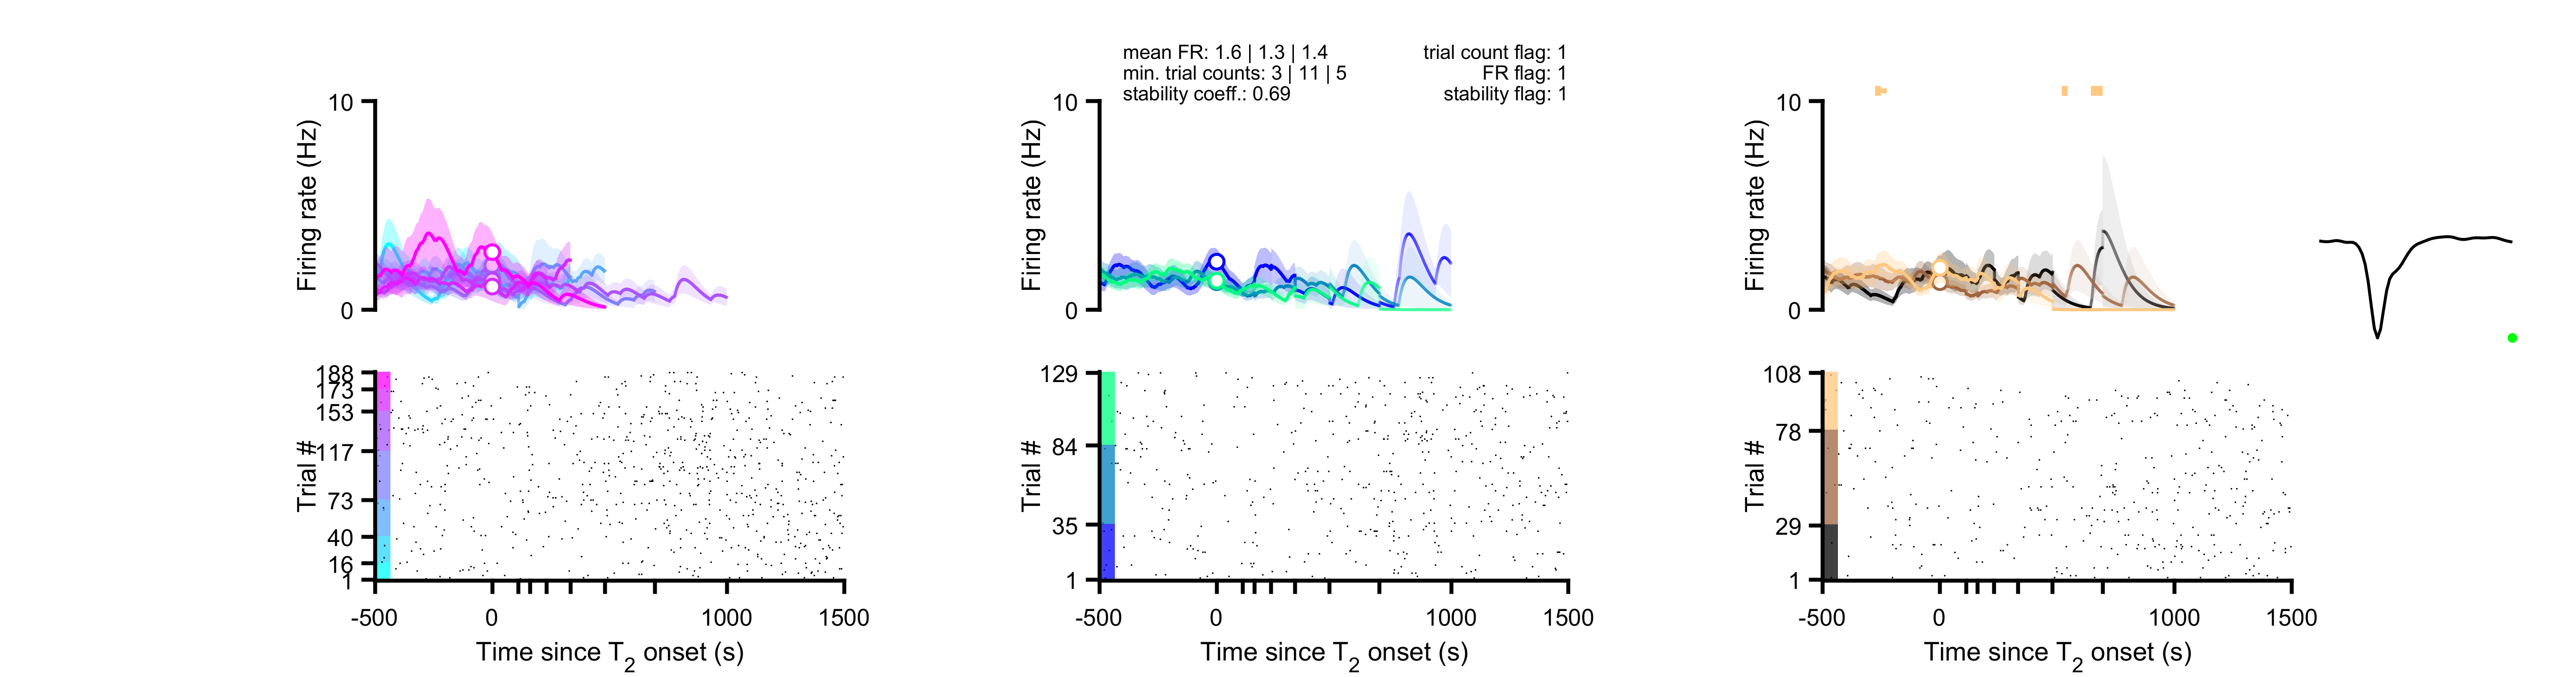 mean FR: 1.6 | 1.3 | 1.4
min. trial counts: 3 | 11 | 5
stability coeff.: 0.69
trial count flag: 1
FR flag: 1
stability flag: 1
10
0
Firing rate (Hz)
188
173
153
117
73
40
16
1
Trial #
-500
0
1000
1500
Time since T2 onset (s)
10
0
Firing rate (Hz)
129
84
35
1
Trial #
-500
0
1000
1500
Time since T2 onset (s)
10
0
Firing rate (Hz)
108
78
29
1
Trial #
-500
0
1000
1500
Time since T2 onset (s)